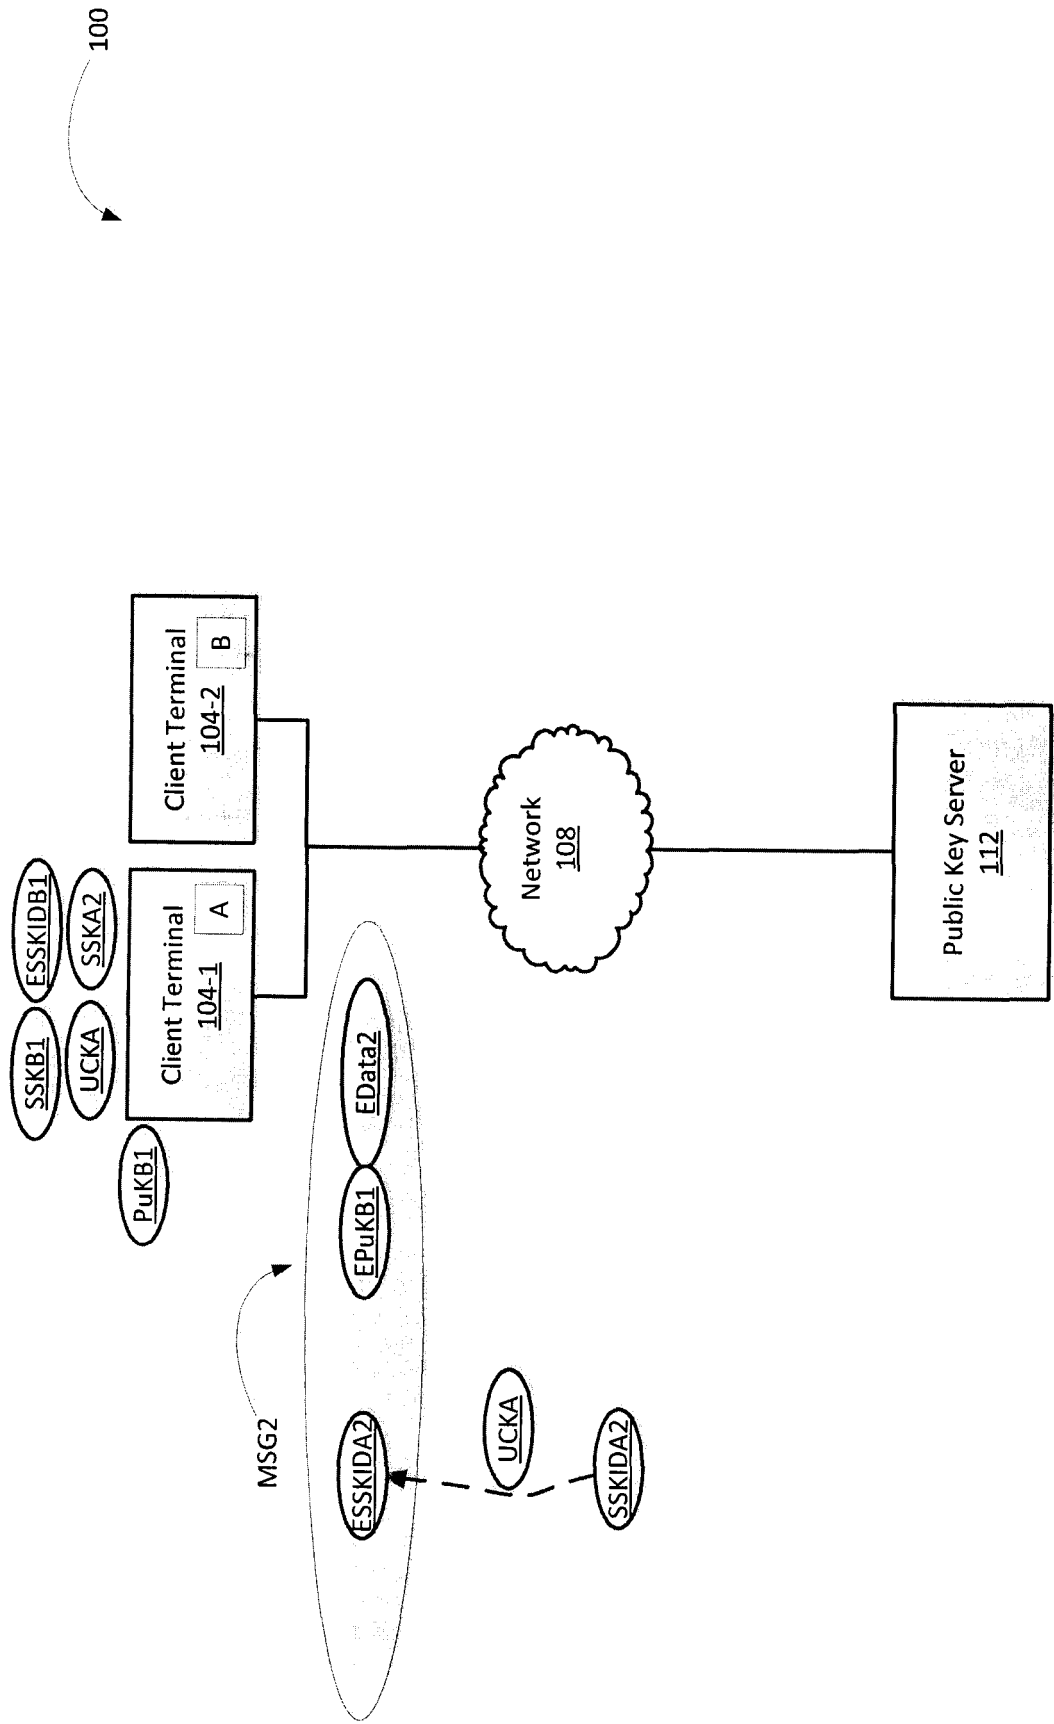 100
ESSKIDB1
SSKB1
SSKA2
UCKA
PuKB1
Client Terminal
104-1
A
Client Terminal
104-2
B
MSG2
ESSKIDA2
EPuKB1
EData2
UCKA
SSKIDA2
Network
108
Public Key Server
112